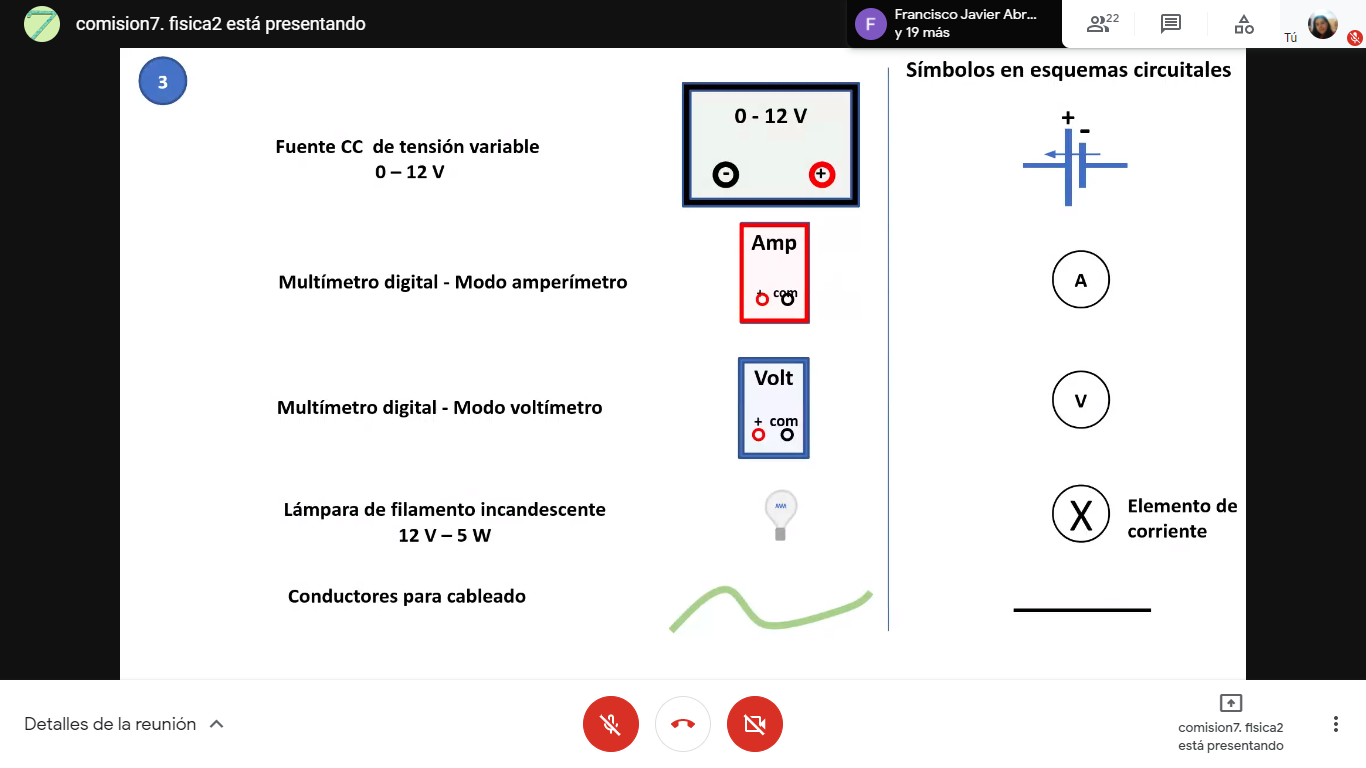 comision7. fisica2 está presentando
F
Francisco Javier Abr...
y 19 más
22
Tú
3
Símbolos en esquemas circuitales
Fuente CC de tensión variable
0 – 12 V
0 - 12 V
- +
+ -
Multímetro digital - Modo amperímetro
Amp
+ com
A
Multímetro digital - Modo voltímetro
Volt
+ com
V
Lámpara de filamento incandescente
12 V – 5 W
X
Elemento de
corriente
Conductores para cableado
Detalles de la reunión
comision7. fisica2
está presentando